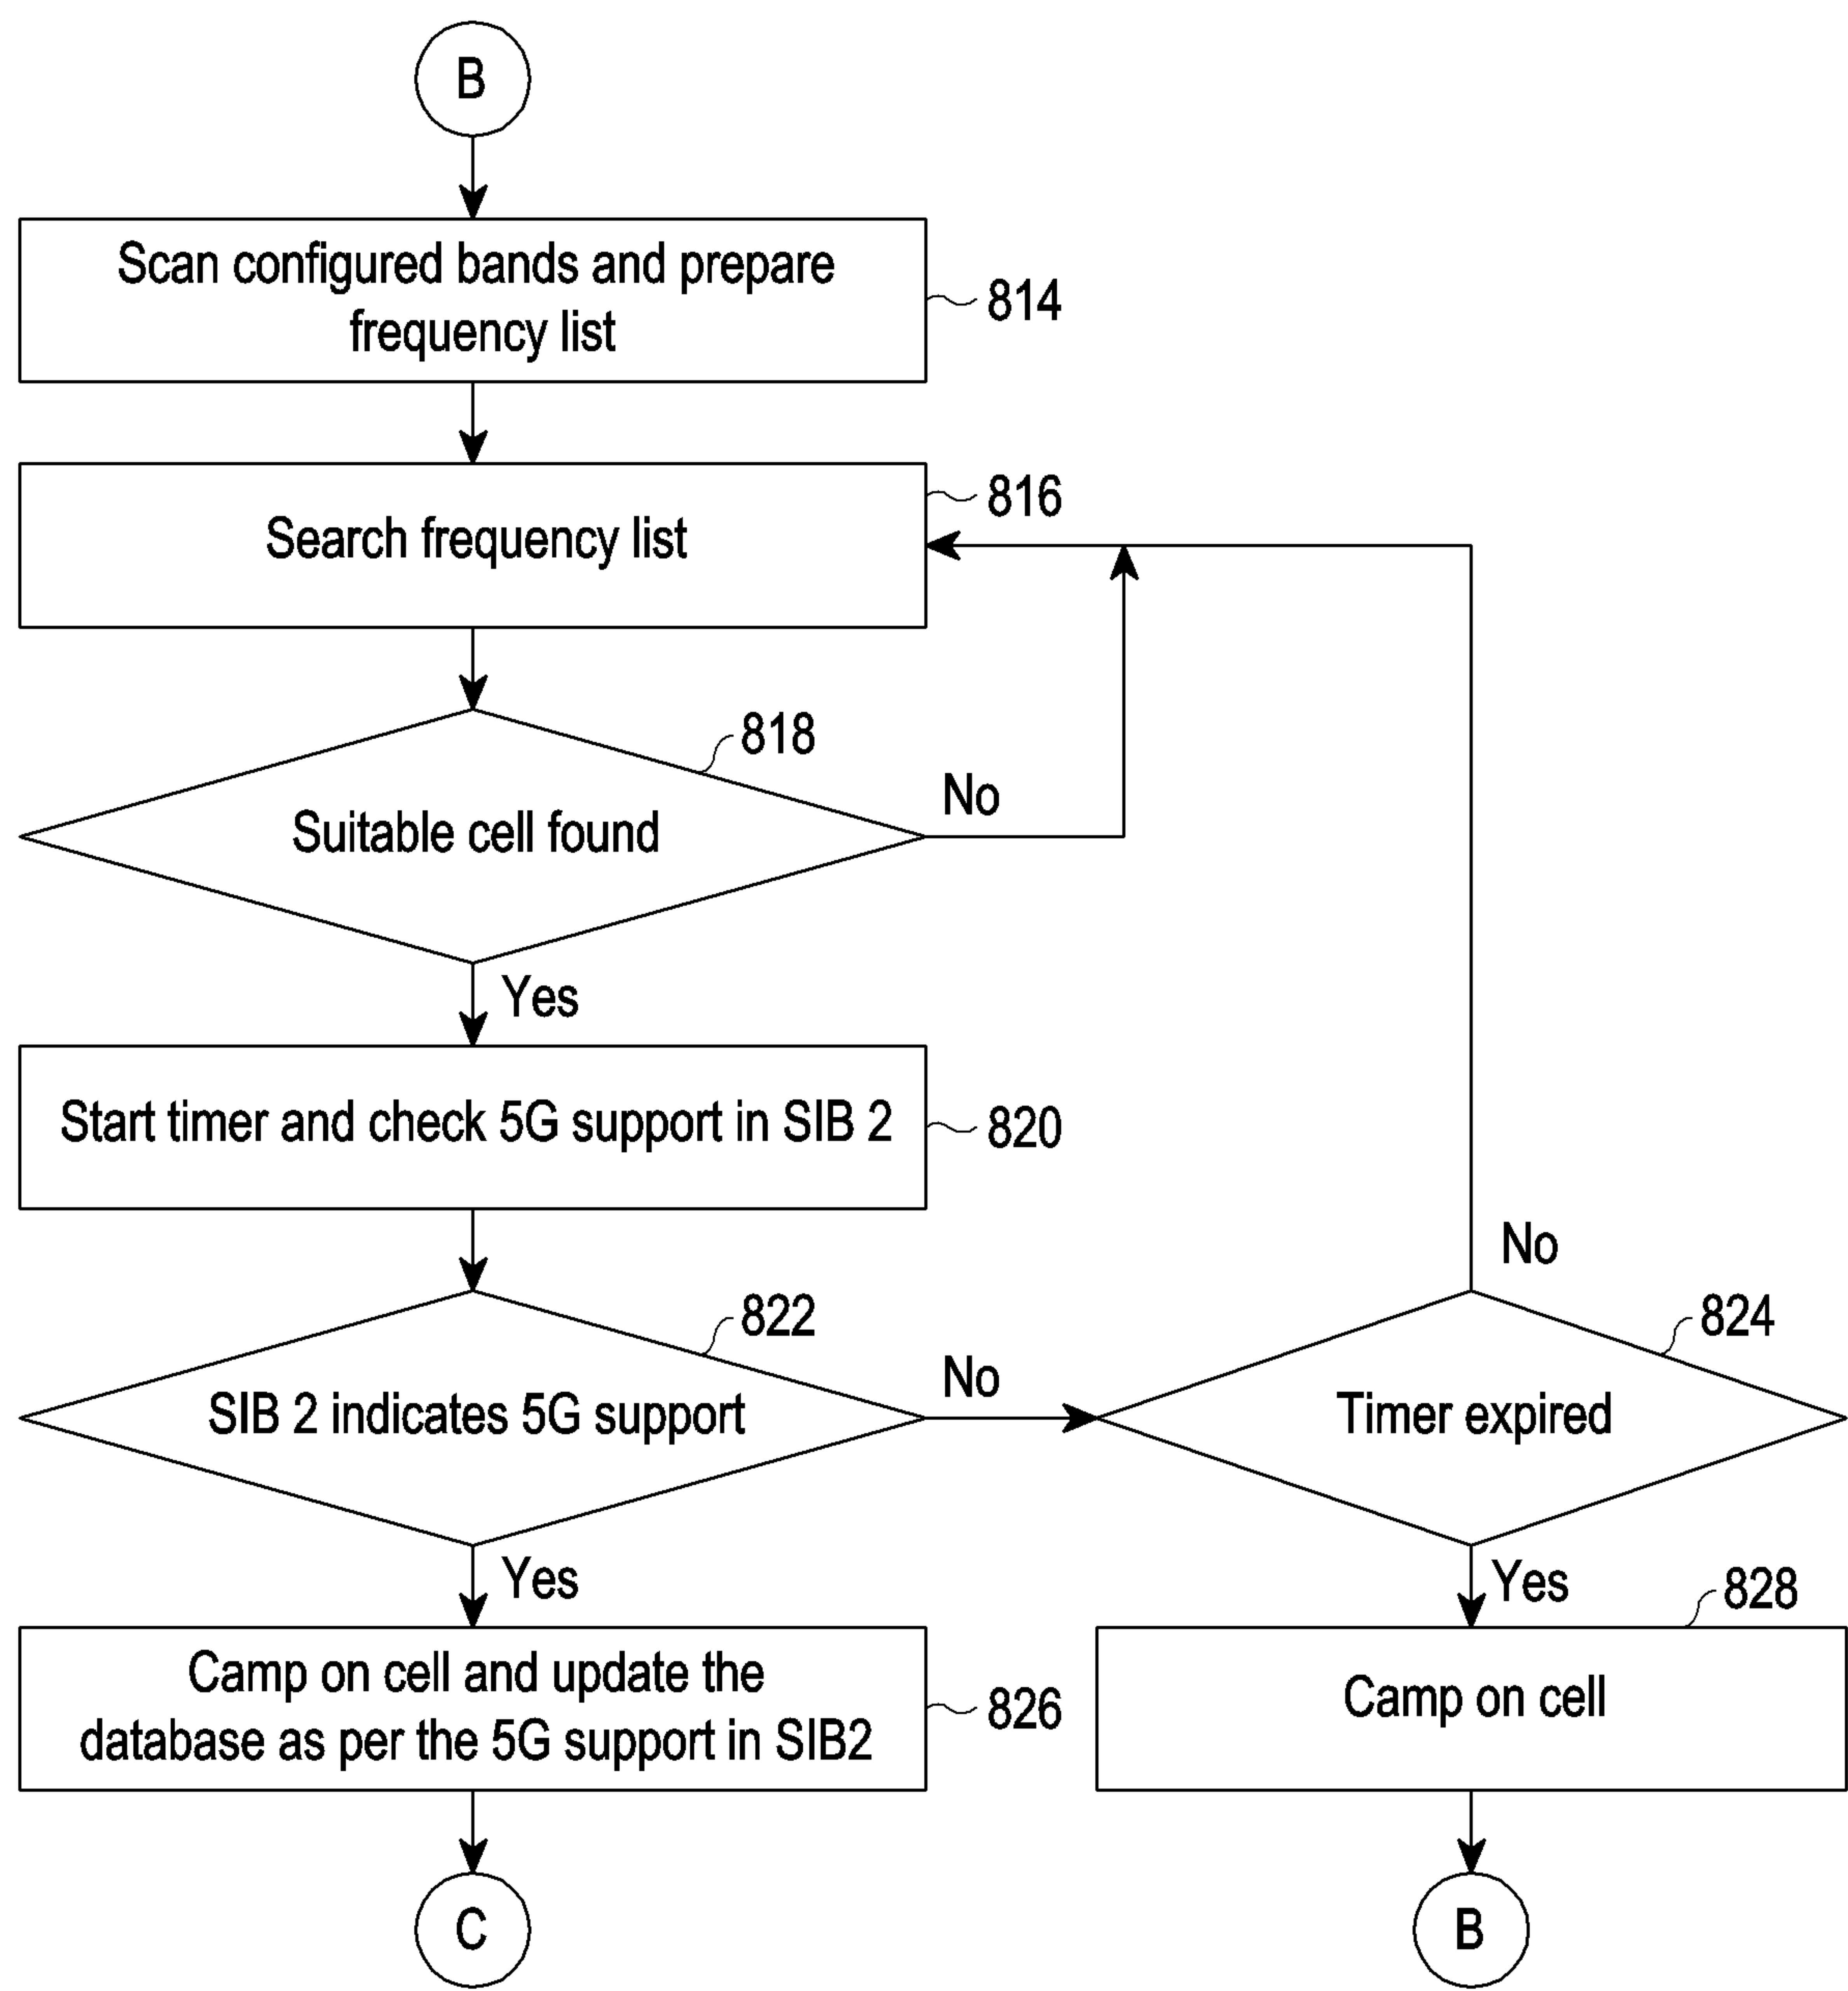 B
Scan configured bands and prepare
frequency list
814
816
Search frequency list
818
No
Suitable cell found
Yes
Start timer and check 5G support in SIB 2
820
No
822
824
No
SIB 2 indicates 5G support
Timer expired
Yes
Yes
828
Camp on cell and update the
database as per the 5G support in SIB2
826
Camp on cell
C
B